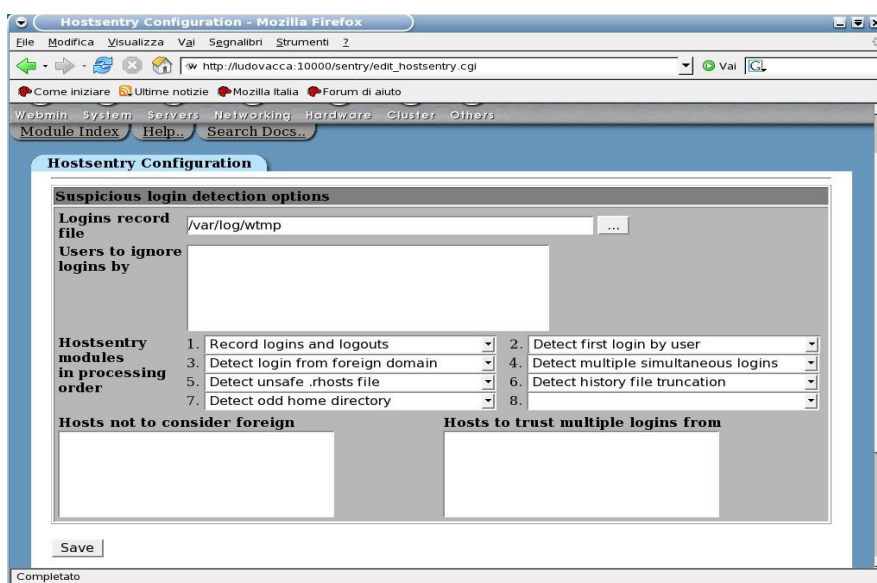 Hostsentry Configuration - Mozilla Firefox
File Modifica Visualizza Vai Segnalibri Strumenti ?
http://ludovacca:10000/sentry/edit_hostsentry.cgi Vai G
Come iniziare Ultime notizie Mozilla Italia Forum di aiuto
Webmin System Servers Networking Hardware Cluster Others
Module Index Help.. Search Docs..
Hostsentry Configuration
Suspicious login detection options
Logins record file /var/log/wtmp ...
Users to ignore logins by
Hostsentry modules in processing order
1. Record logins and logouts 2. Detect first login by user
3. Detect login from foreign domain 4. Detect multiple simultaneous logins
5. Detect unsafe .rhosts file 6. Detect history file truncation
7. Detect odd home directory 8.
Hosts not to consider foreign Hosts to trust multiple logins from
Save
Completato